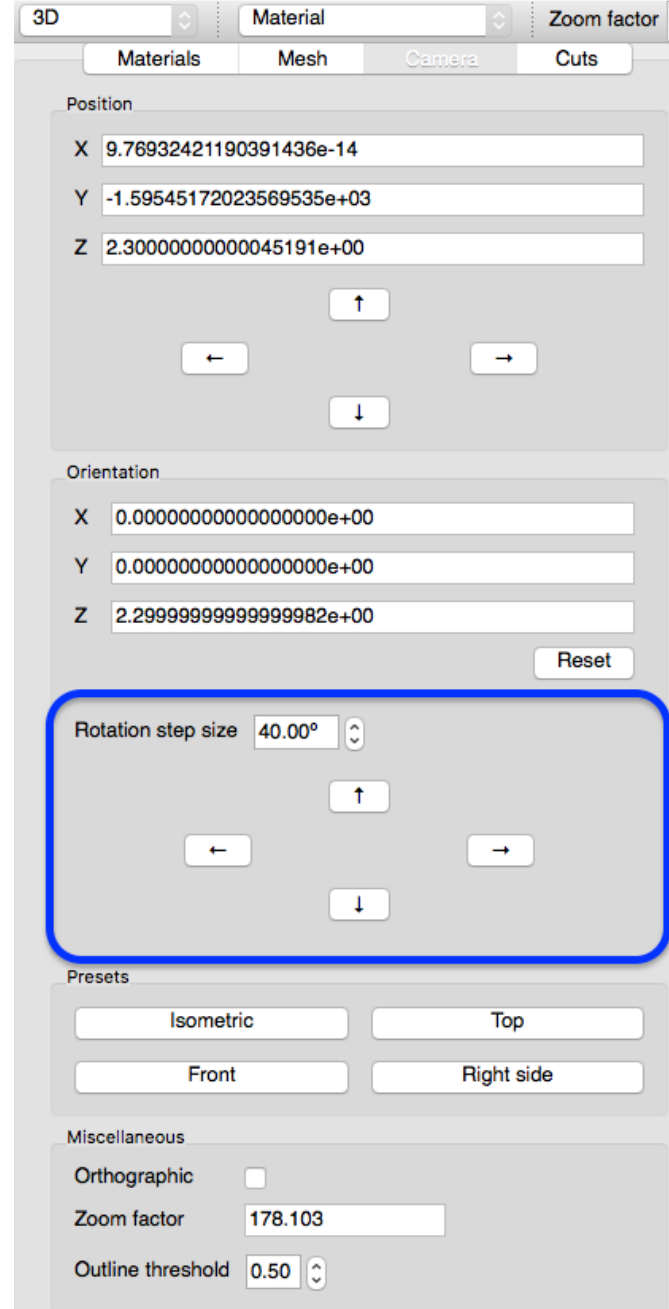 3D Material Zoom factor
Materials Mesh Camera Cuts
Position
X 9.76932421190391436e-14
Y -1.59545172023569535e+03
Z 2.30000000000045191e+00
↑
← →
↓
Orientation
X 0.00000000000000000e+00
Y 0.00000000000000000e+00
Z 2.29999999999999982e+00
Reset
Rotation step size 40.00º
↑
← →
↓
Presets
Isometric Top
Front Right side
Miscellaneous
Orthographic
Zoom factor 178.103
Outline threshold 0.50